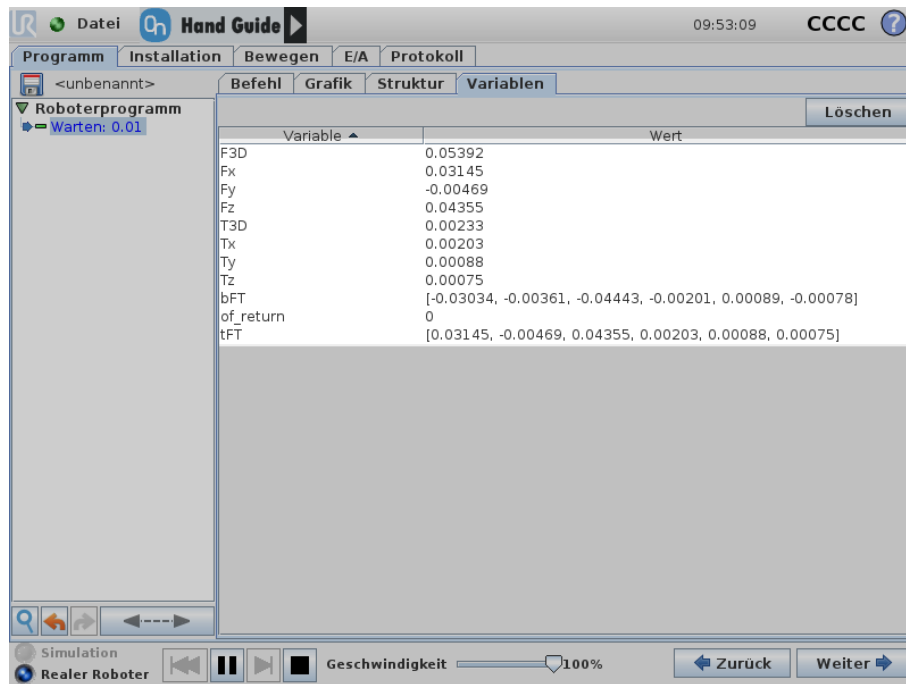 UR Datei On Hand Guide 09:53:09 CCCC ?
Programm Installation Bewegen E/A Protokoll
<unbenannt> Befehl Grafik Struktur Variablen
Roboterprogramm Löschen
Warten: 0.01
Variable Wert
F3D 0.05392
Fx 0.03145
Fy -0.00469
Fz 0.04355
T3D 0.00233
Tx 0.00203
Ty 0.00088
Tz 0.00075
bFT [-0.03034, -0.00361, -0.04443, -0.00201, 0.00089, -0.00078]
of_return 0
tFT [0.03145, -0.00469, 0.04355, 0.00203, 0.00088, 0.00075]
Simulation
Realer Roboter Geschwindigkeit 100% Zurück Weiter